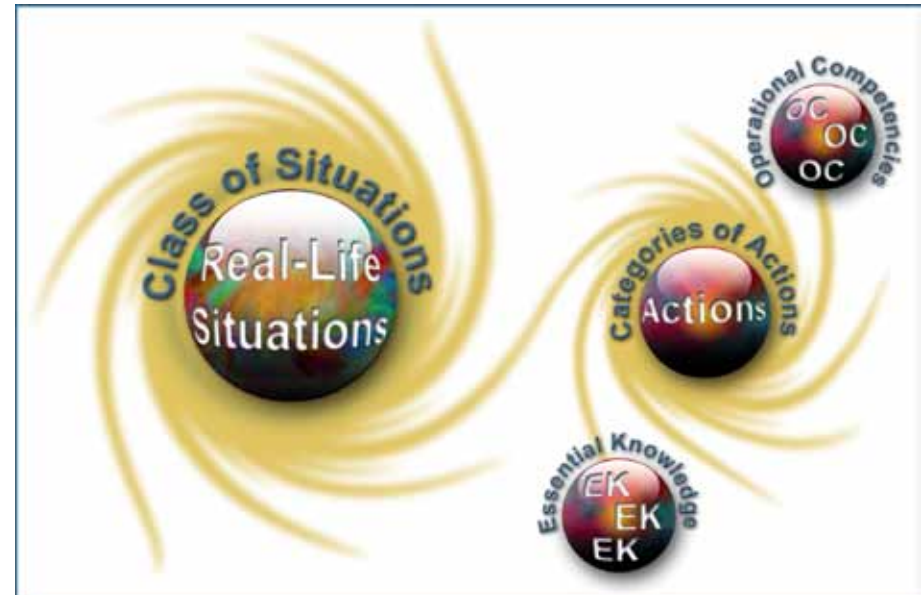 Class of Situations
Real-Life
Situations
Operational Competencies
OC
OC
OC
Categories of Actions
Actions
Essential Knowledge
EK
EK
EK